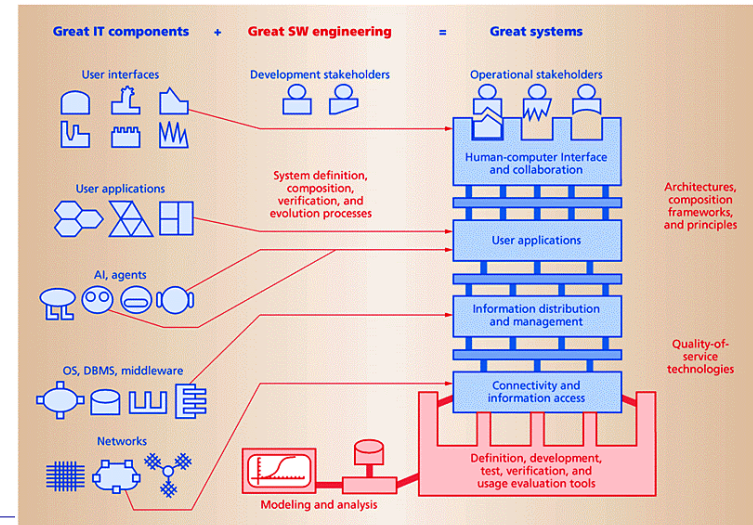 Great IT components + Great SW engineering = Great systems
User interfaces
Development stakeholders
Operational stakeholders
Human-computer Interface
and collaboration
System definition,
composition,
verification, and
evolution processes
User applications
Architectures,
composition
frameworks,
and principles
User applications
AI, agents
Information distribution
and management
Quality-of-
service
technologies
OS, DBMS, middleware
Connectivity and
information access
Networks
Definition, development,
test, verification, and
usage evaluation tools
Modeling and analysis